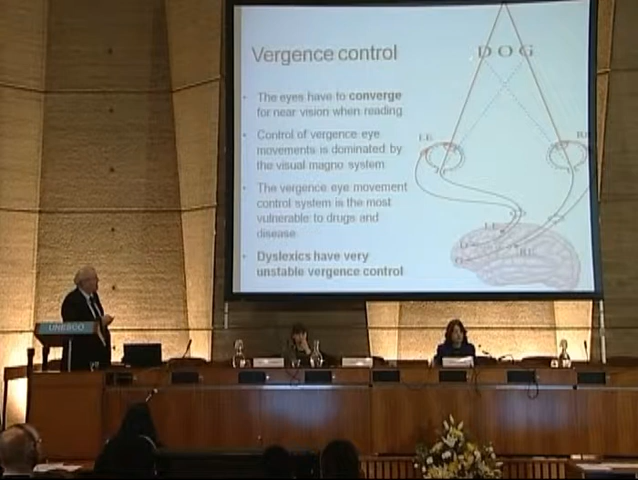 Vergence control
DOG
• The eyes have to converge
for near vision when reading
• Control of vergence eye
movements is dominated by
the visual magno system
• The vergence eye movement
control system is the most
vulnerable to drugs and
disease
• Dyslexics have very
unstable vergence control
UNESCO